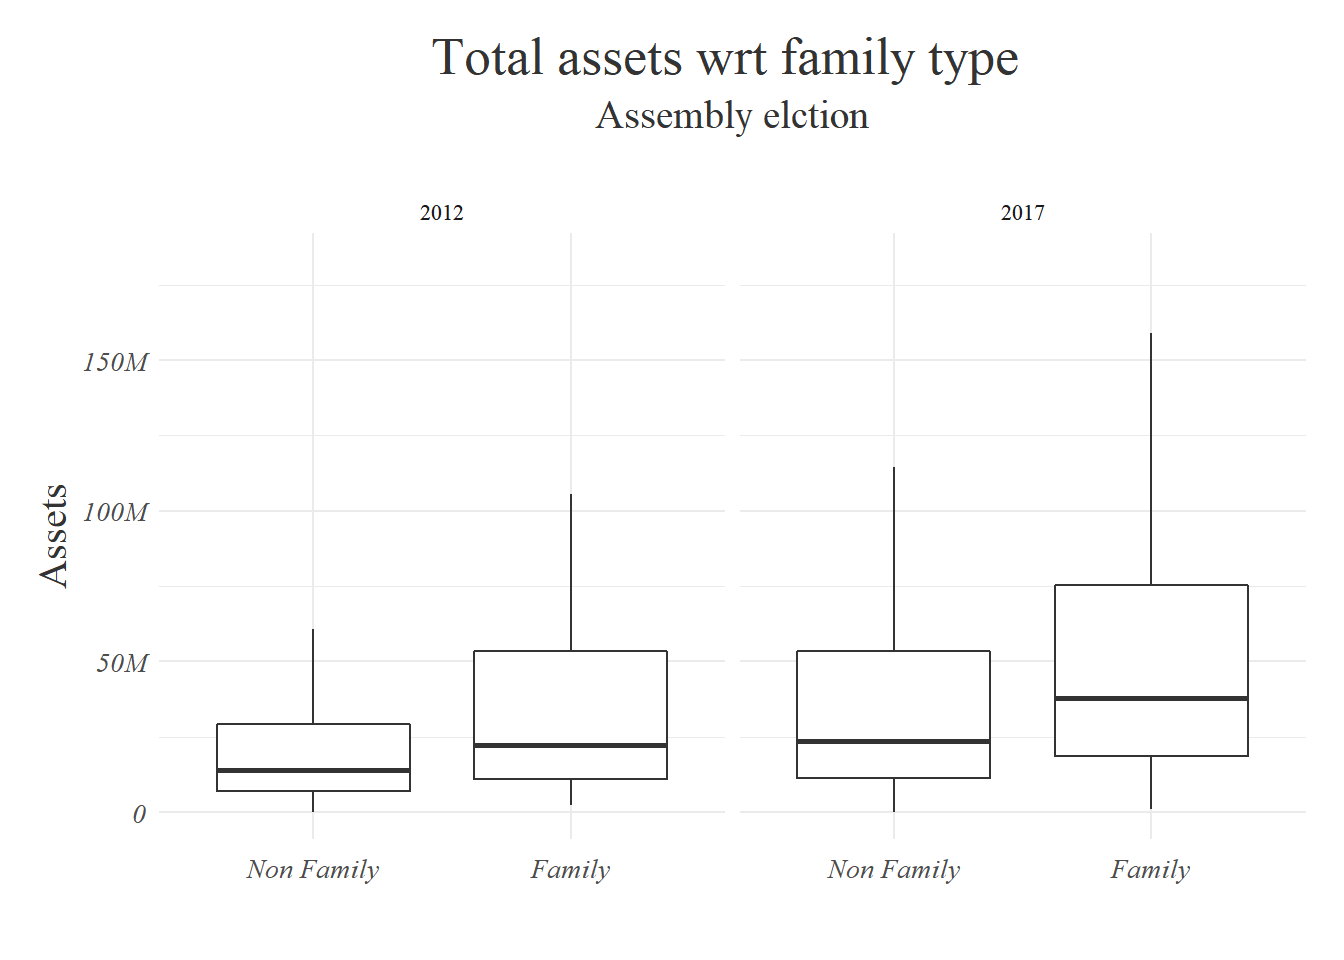 Total assets wrt family type
Assembly elction
2012
2017
Assets
150M
100M
50M
0
Non Family
Family
Non Family
Family